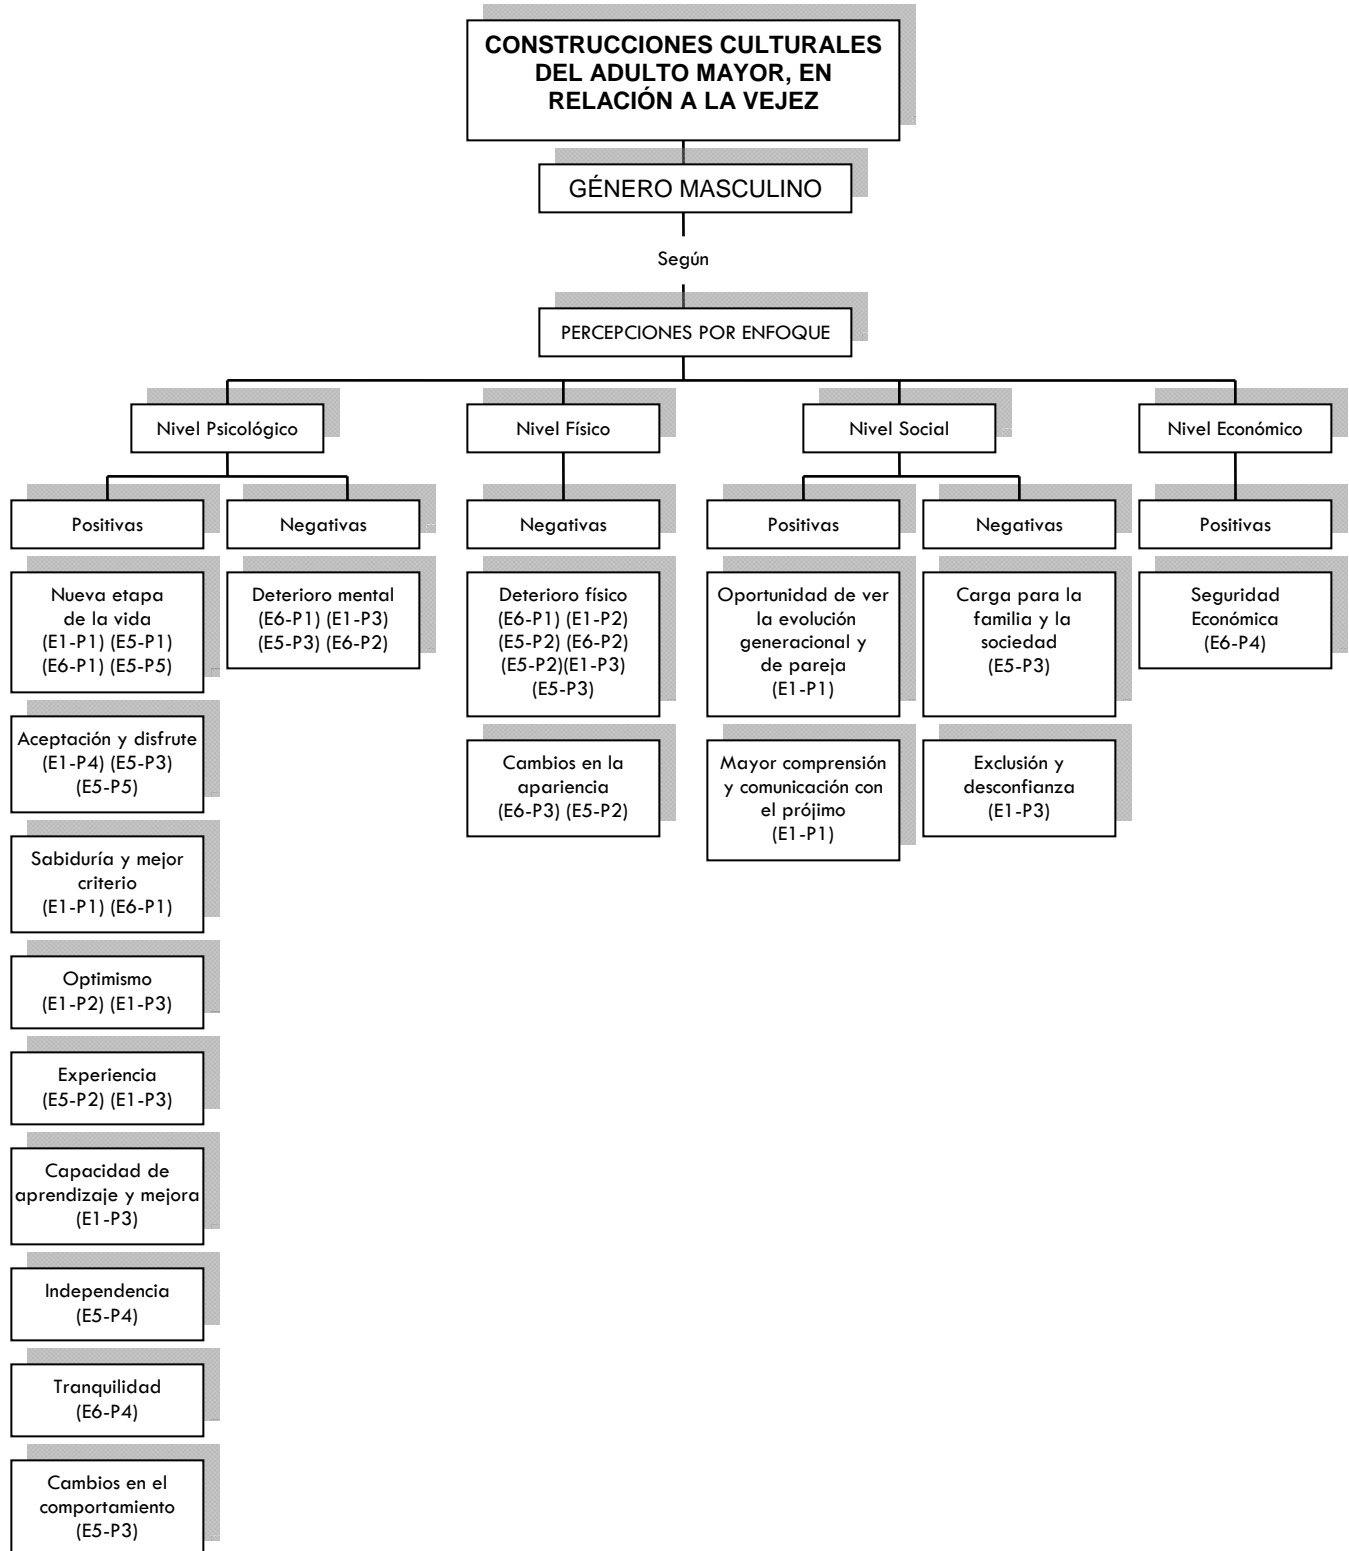 CONSTRUCCIONES CULTURALES
DEL ADULTO MAYOR, EN
RELACIÓN A LA VEJEZ
GÉNERO MASCULINO
Según
PERCEPCIONES POR ENFOQUE
Nivel Psicológico
Nivel Físico
Nivel Social
Nivel Económico
Positivas
Negativas
Negativas
Positivas
Negativas
Positivas
Nueva etapa
de la vida
(E1-P1) (E5-P1)
(E6-P1) (E5-P5)
Deterioro mental
(E6-P1) (E1-P3)
(E5-P3) (E6-P2)
Deterioro físico
(E6-P1) (E1-P2)
(E5-P2) (E6-P2)
(E5-P2)(E1-P3)
(E5-P3)
Oportunidad de ver
la evolución
generacional y
de pareja
(E1-P1)
Carga para la
familia y la
sociedad
(E5-P3)
Seguridad
Económica
(E6-P4)
Aceptación y disfrute
(E1-P4) (E5-P3)
(E5-P5)
Cambios en la
apariencia
(E6-P3) (E5-P2)
Mayor comprensión
y comunicación con
el prójimo
(E1-P1)
Exclusión y
desconfianza
(E1-P3)
Sabiduría y mejor
criterio
(E1-P1) (E6-P1)
Optimismo
(E1-P2) (E1-P3)
Experiencia
(E5-P2) (E1-P3)
Capacidad de
aprendizaje y mejora
(E1-P3)
Independencia
(E5-P4)
Tranquilidad
(E6-P4)
Cambios en el
comportamiento
(E5-P3)